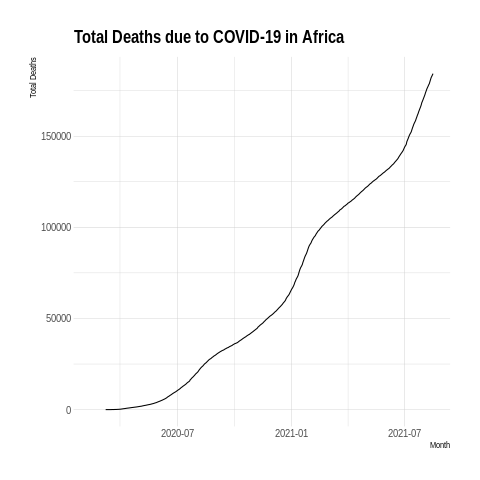 Total Deaths due to COVID-19 in Africa
Total Deaths
150000
100000
50000
0
2020-07
2021-01
2021-07
Month